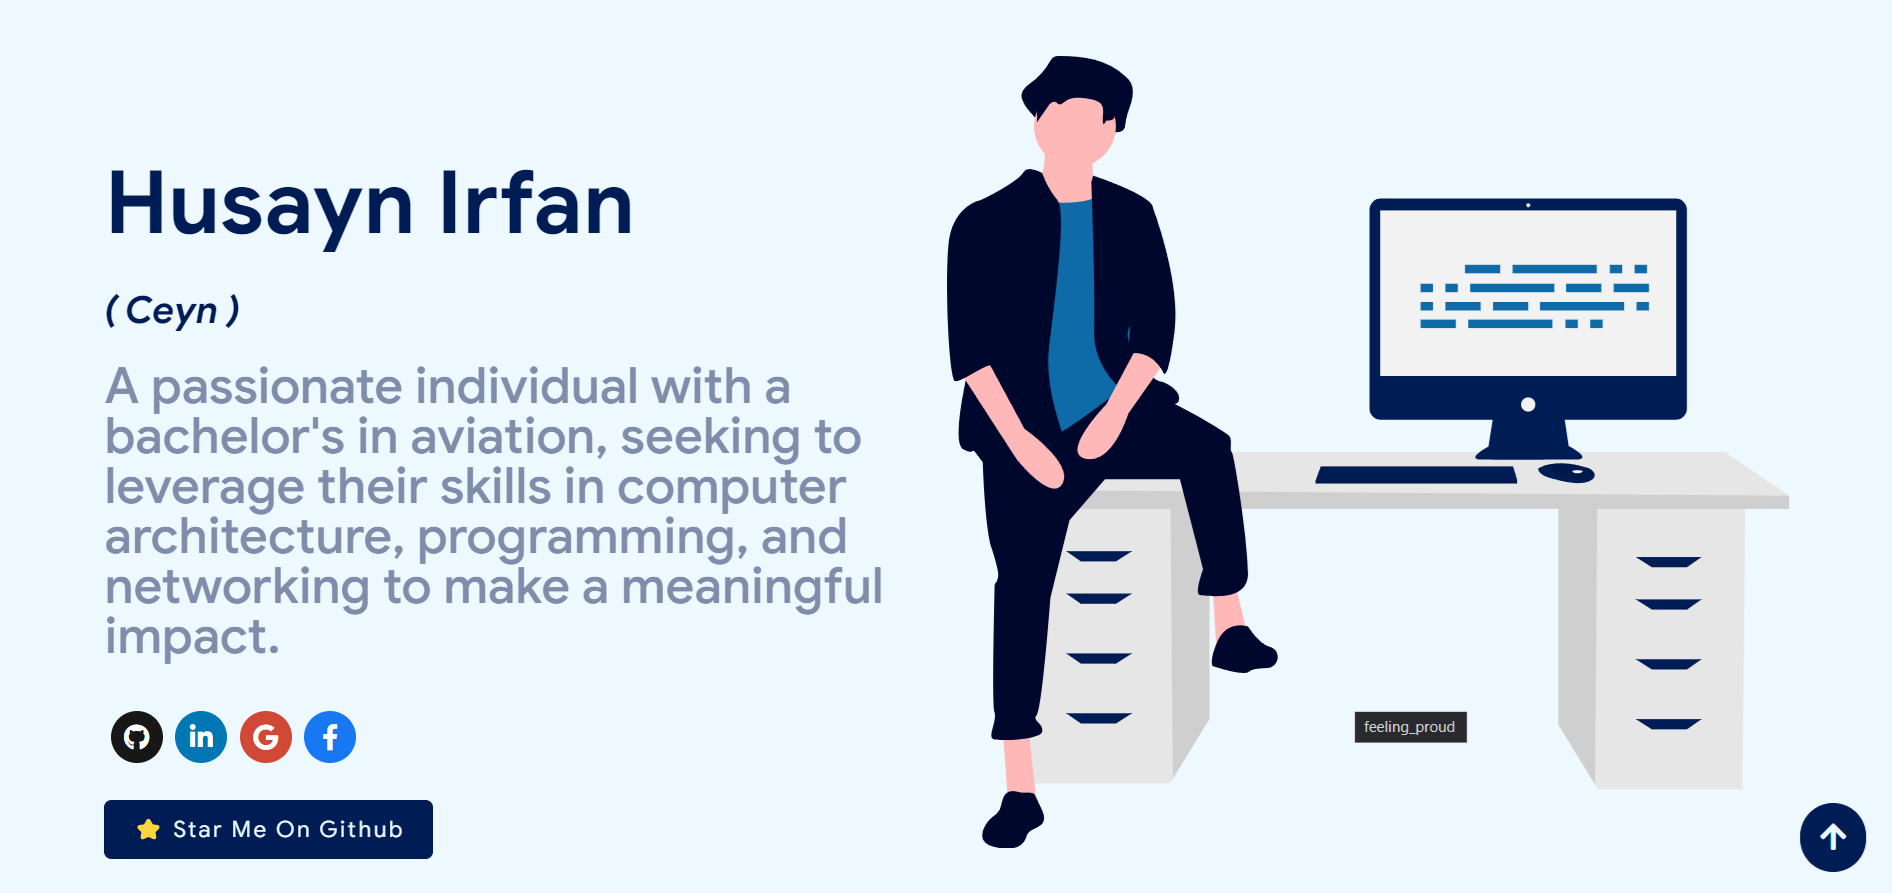 Husayn Irfan
( Ceyn )
A passionate individual with a
bachelor's in aviation, seeking to
leverage their skills in computer
architecture, programming, and
networking to make a meaningful
impact.
in
G
f
Star Me On Github
feeling_proud